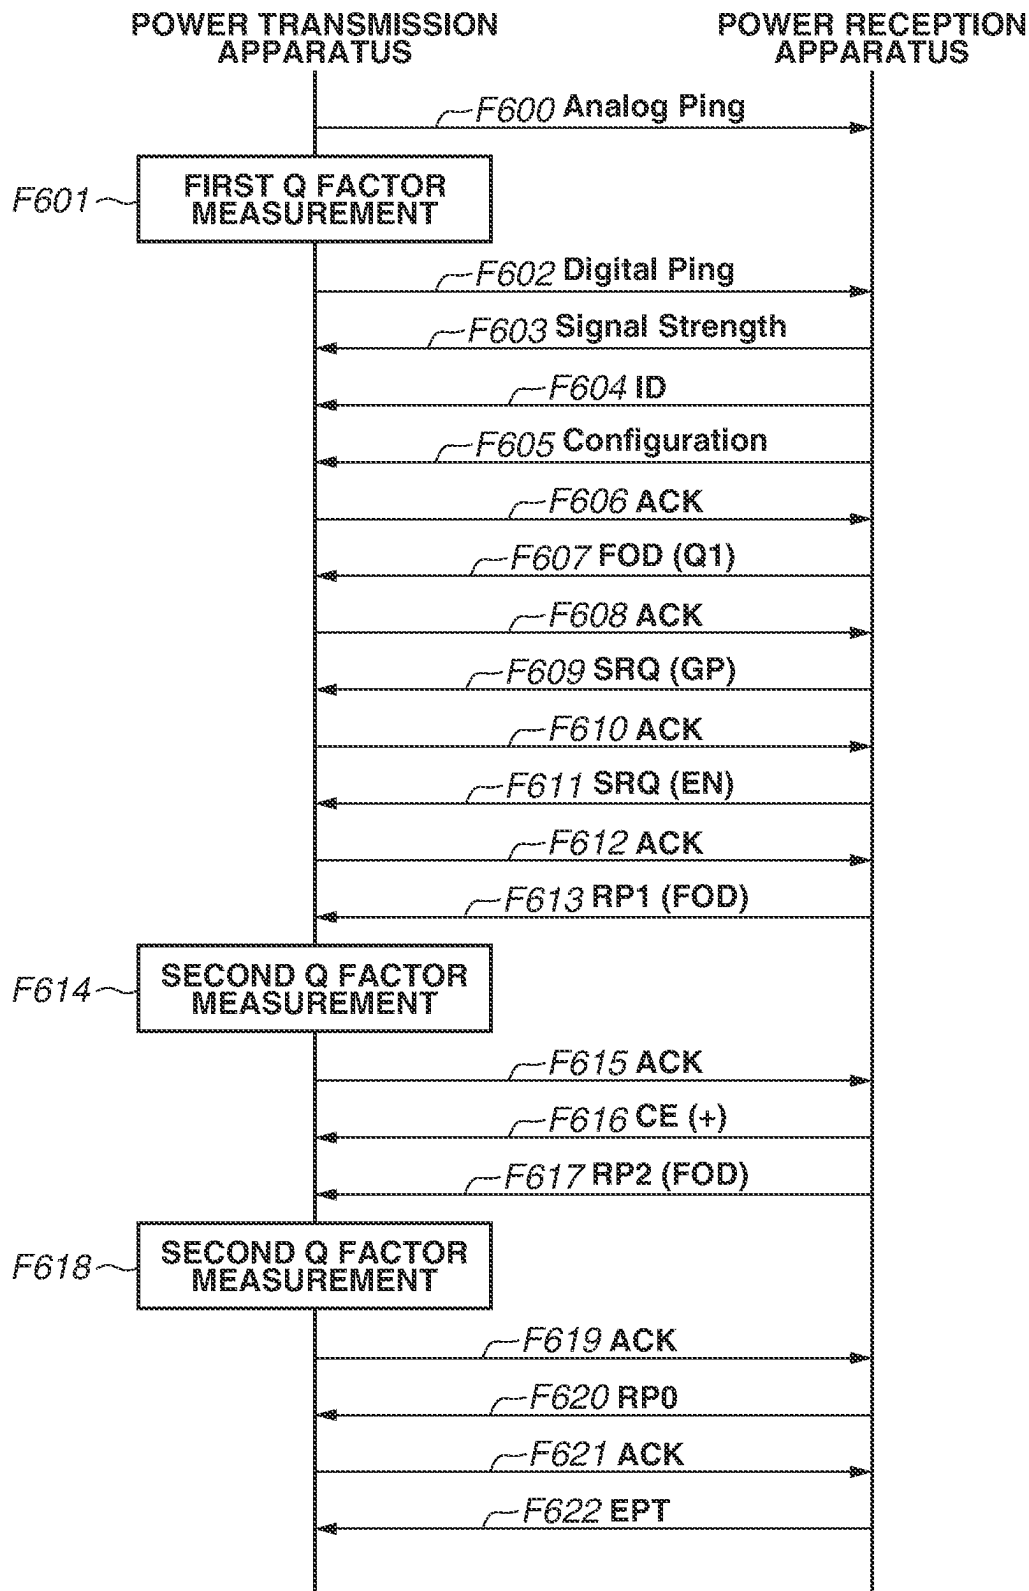 POWER TRANSMISSION
APPARATUS
POWER RECEPTION
APPARATUS
F600 Analog Ping
F601
FIRST Q FACTOR
MEASUREMENT
F602 Digital Ping
F603 Signal Strength
F604 ID
F605 Configuration
F606 ACK
F607 FOD (Q1)
F608 ACK
F609 SRQ (GP)
F610 ACK
F611 SRQ (EN)
F612 ACK
F613 RP1 (FOD)
F614
SECOND Q FACTOR
MEASUREMENT
F615 ACK
F616 CE (+)
F617 RP2 (FOD)
F618
SECOND Q FACTOR
MEASUREMENT
F619 ACK
F620 RP0
F621 ACK
F622 EPT